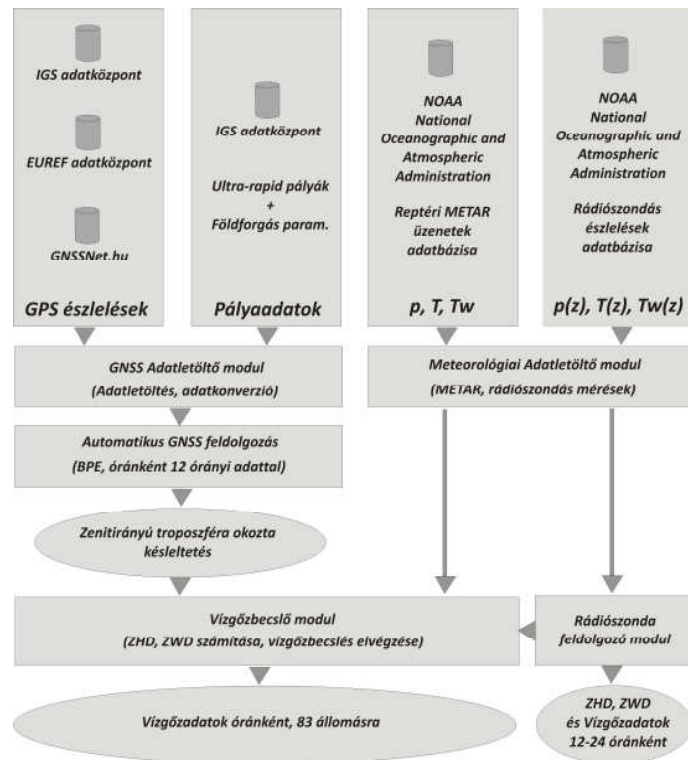 IGS adatközpont
EUREF adatközpont
GNSSNet.hu
GPS észlelések
IGS adatközpont
Ultra-rapid pályák
+
Földforgás param.
Pályaadatok
NOAA
National
Oceanographic and
Atmospheric
Administration
Reptéri METAR
üzenetek
adatbázisa
p, T, Tw
NOAA
National
Oceanographic and
Atmospheric
Administration
Rádiószondás
észlelések
adatbázisa
p(z), T(z), Tw(z)
GNSS Adatletöltő modul
(Adatletöltés, adatkonverzió)
Meteorológiai Adatletöltő modul
(METAR, rádiószondás mérések)
Automatikus GNSS feldolgozás
(BPE, óránként 12 órányi adattal)
Zenitirányú troposzféra okozta
késleltetés
Vízgőzbecslő modul
(ZHD, ZWD számítása, vízgőzbecslés elvégzése)
Rádiószonda
feldolgozó modul
Vízgőzadatok óránként, 83 állomásra
ZHD, ZWD
és Vízgőzadatok
12-24 óránként